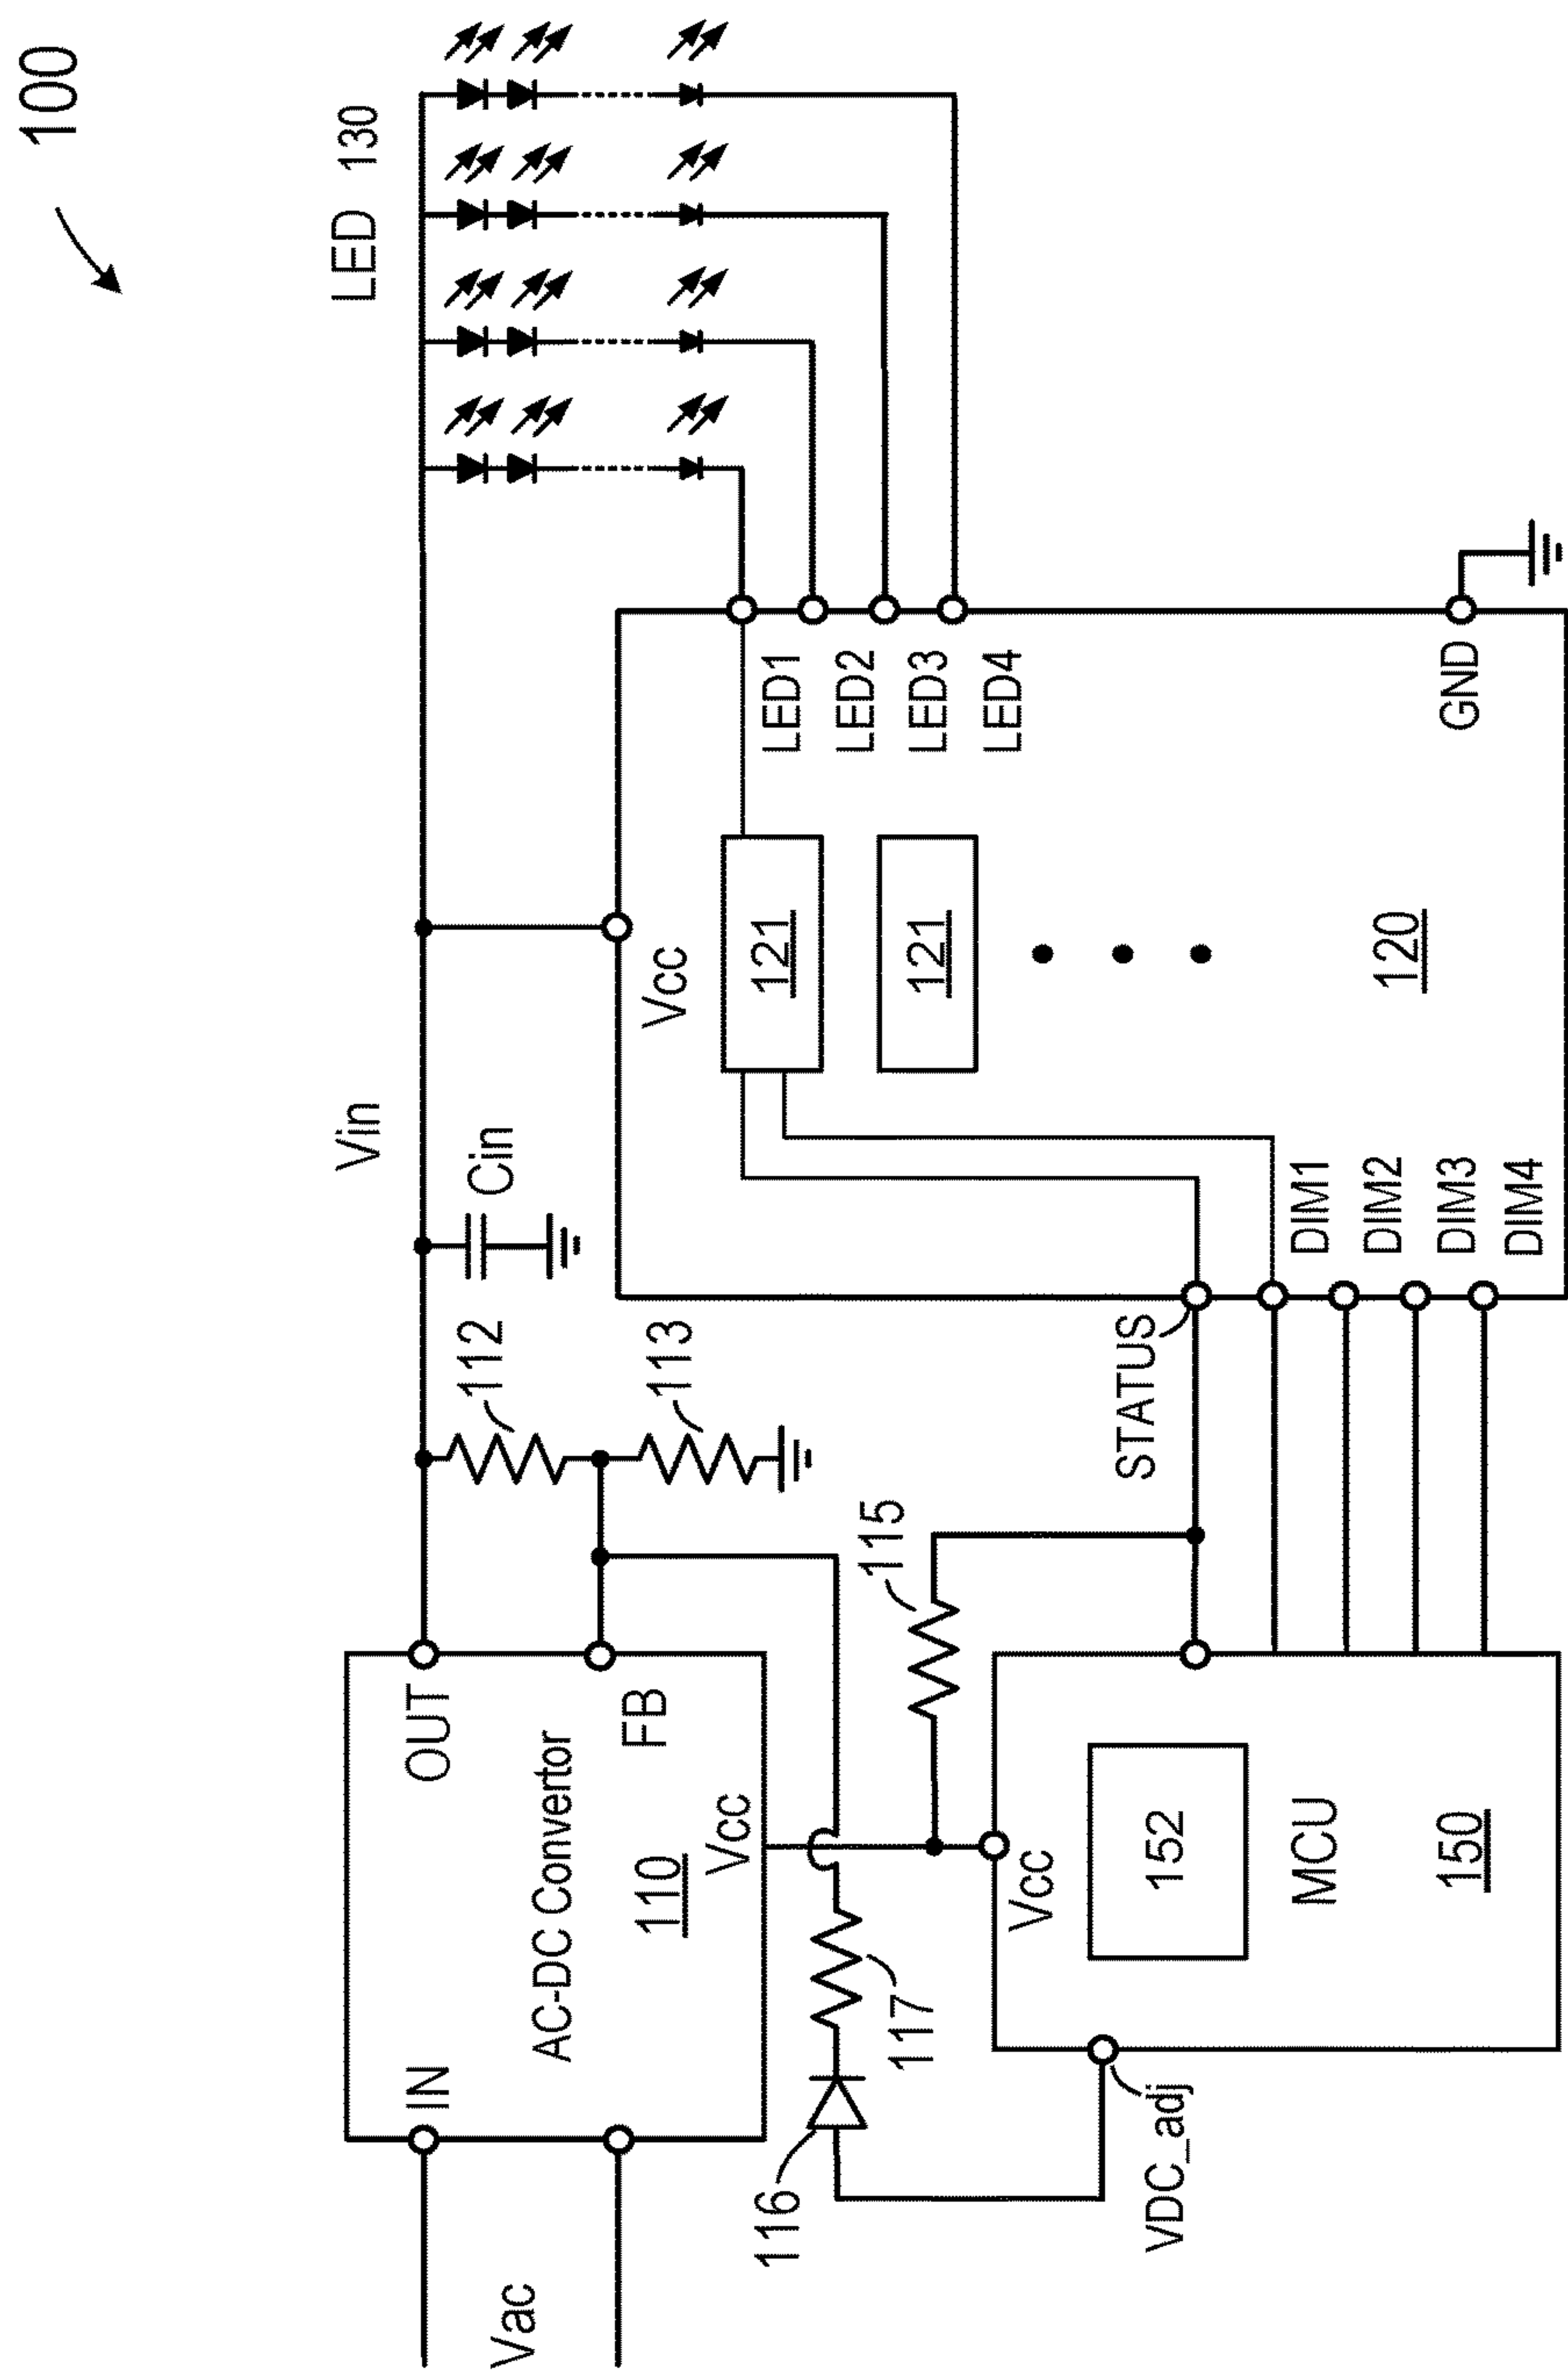 100
Vac
IN
OUT
AC-DC Convertor
110
FB
Vcc
112
113
Cin
Vin
LED 130
116
117
115
VDC_adj
Vcc
152
MCU
150
STATUS
DIM1
DIM2
DIM3
DIM4
Vcc
121
121
120
LED1
LED2
LED3
LED4
GND